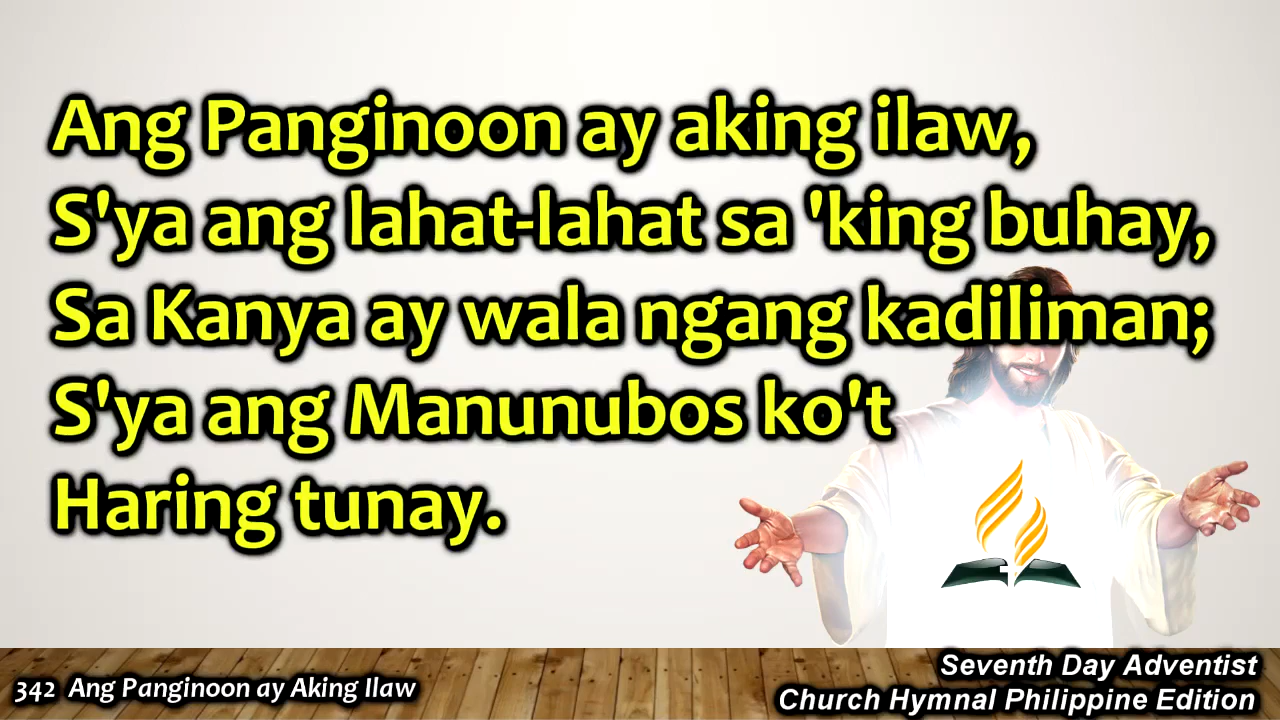 Ang Panginoon ay aking ilaw,
S'ya ang lahat-lahat sa 'king buhay,
Sa Kanya ay wala ngang kadiliman;
S'ya ang Manunubos ko't
Haring tunay.
342 Ang Panginoon ay Aking Ilaw
Seventh Day Adventist
Church Hymnal Philippine Edition